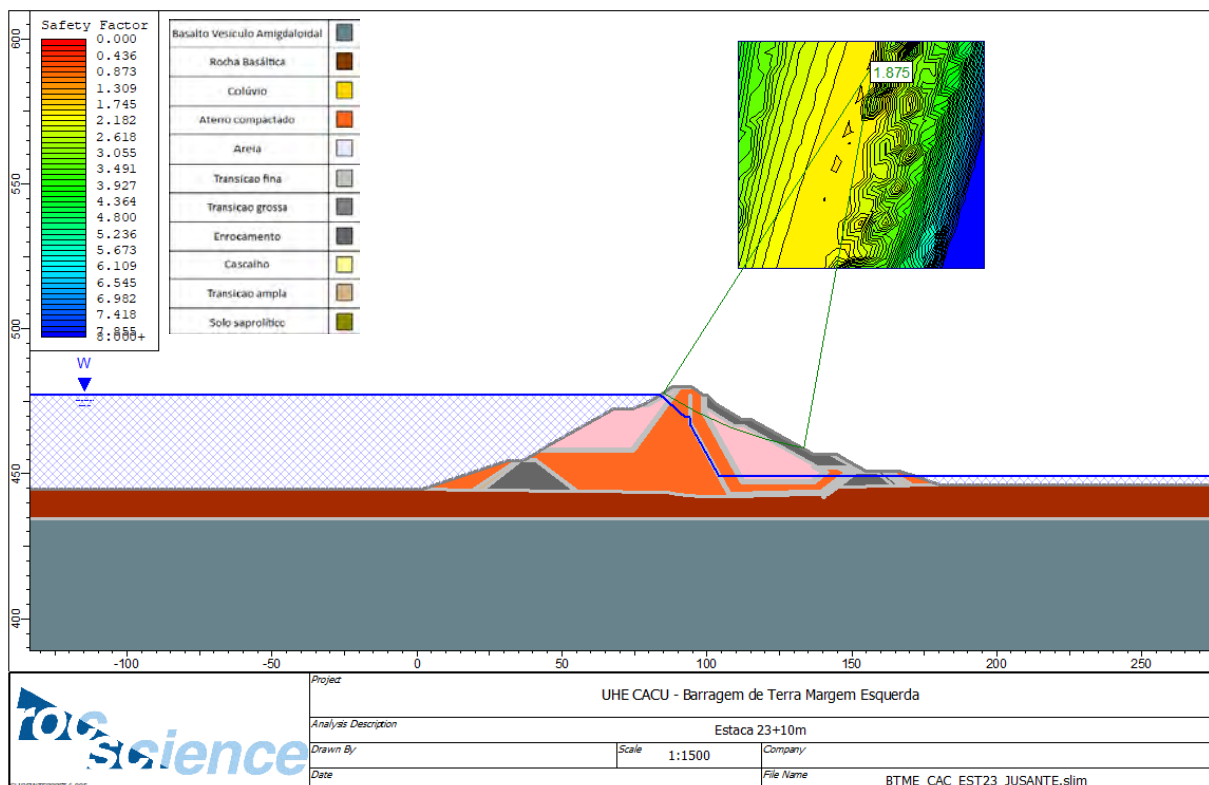 Safety Factor
0.000
0.436
0.873
1.309
1.745
2.182
2.618
3.055
3.491
3.927
4.364
4.800
5.236
5.673
6.109
6.545
6.982
7.418
7.855
8.000+
Basalto Vesículo Amigdaloidal
Rocha Basáltica
Colúvio
Aterro compactado
Areia
Transicao fina
Transicao grossa
Enrocamento
Cascalho
Transicao ampla
Solo saprolítico
1.875
W
600
550
500
450
400
-100
-50
0
50
100
150
200
250
rocscience
Project
UHE CACU - Barragem de Terra Margem Esquerda
Analysis Description
Estaca 23+10m
Drawn By
Scale
1:1500
Company
Date
File Name
BTME_CAC_EST23_JUSANTE.slim